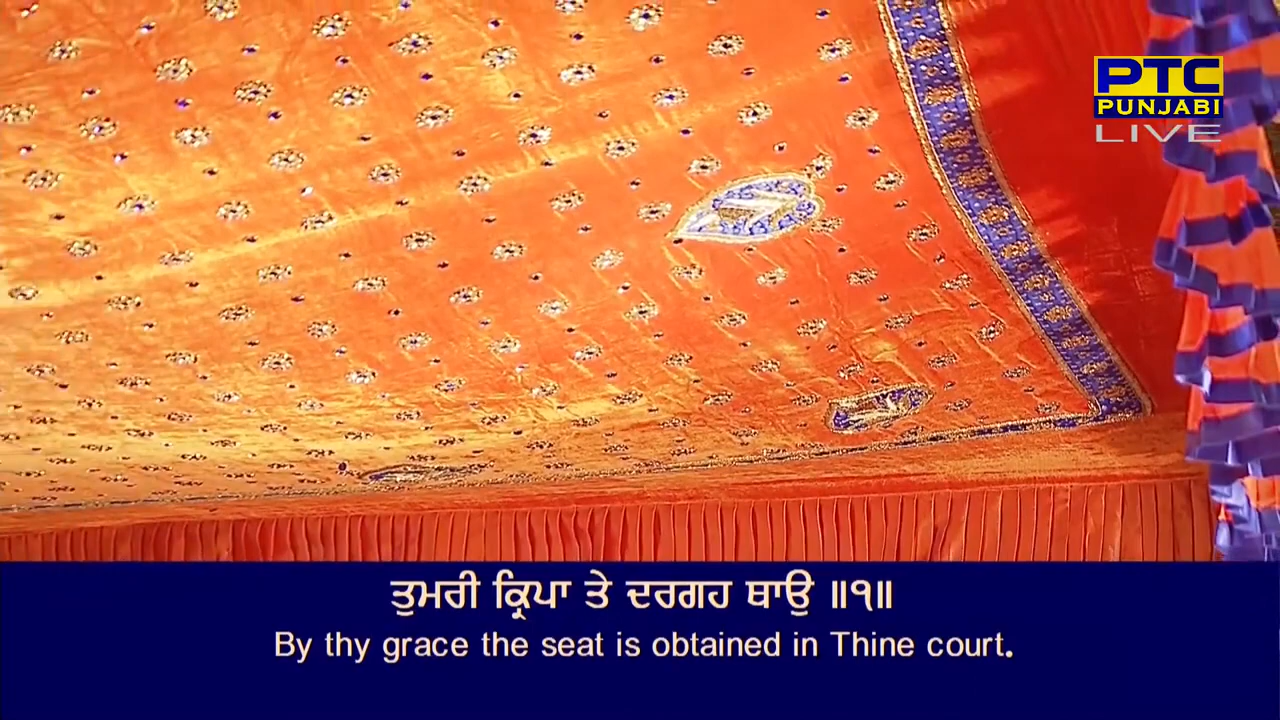 PTC
PUNJABI
LIVE
ਤੁਮਰੀ ਕ੍ਰਿਪਾ ਤੇ ਦਰਗਹ ਥਾਉ ॥੧॥
By thy grace the seat is obtained in Thine court.